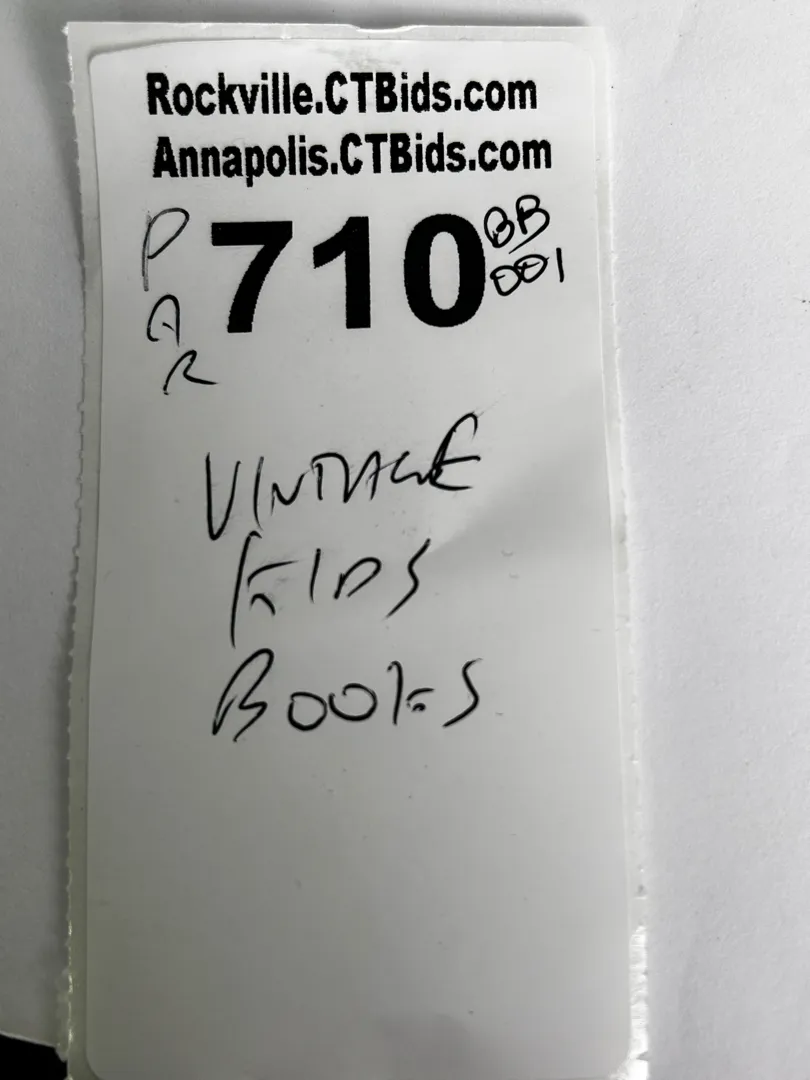 Rockville.CTBids.com
Annapolis.CTBids.com
P
A
R
710
BB
001
VINTAGE
KIDS
BOOKS